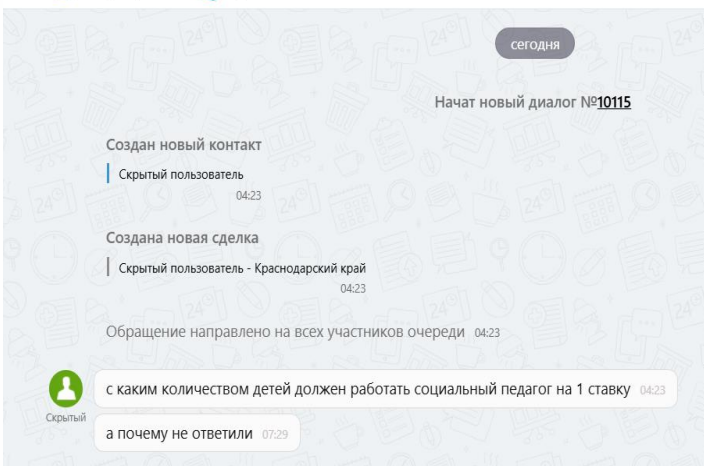 сегодня
Начат новый диалог №10115
Создан новый контакт
Скрытый пользователь
04:23
Создана новая сделка
Скрытый пользователь - Краснодарский край
04:23
Обращение направлено на всех участников очереди 04:23
с каким количеством детей должен работать социальный педагог на 1 ставку 04:23
Скрытый
а почему не ответили 07:29